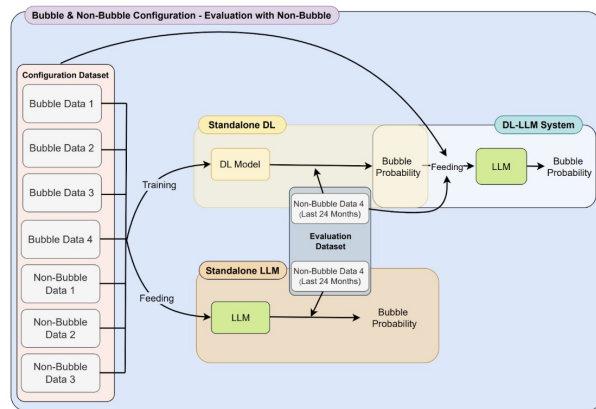 Bubble & Non-Bubble Configuration - Evaluation with Non-Bubble
Configuration Dataset
Bubble Data 1
Bubble Data 2
Bubble Data 3
Bubble Data 4
Non-Bubble
Data 1
Non-Bubble
Data 2
Non-Bubble
Data 3
Training
Feeding
Standalone DL
DL Model
Bubble
Probability
DL-LLM System
Feeding
LLM
Bubble
Probability
Non-Bubble Data 4
(Last 24 Months)
Evaluation
Dataset
Non-Bubble Data 4
(Last 24 Months)
Standalone LLM
LLM
Bubble
Probability